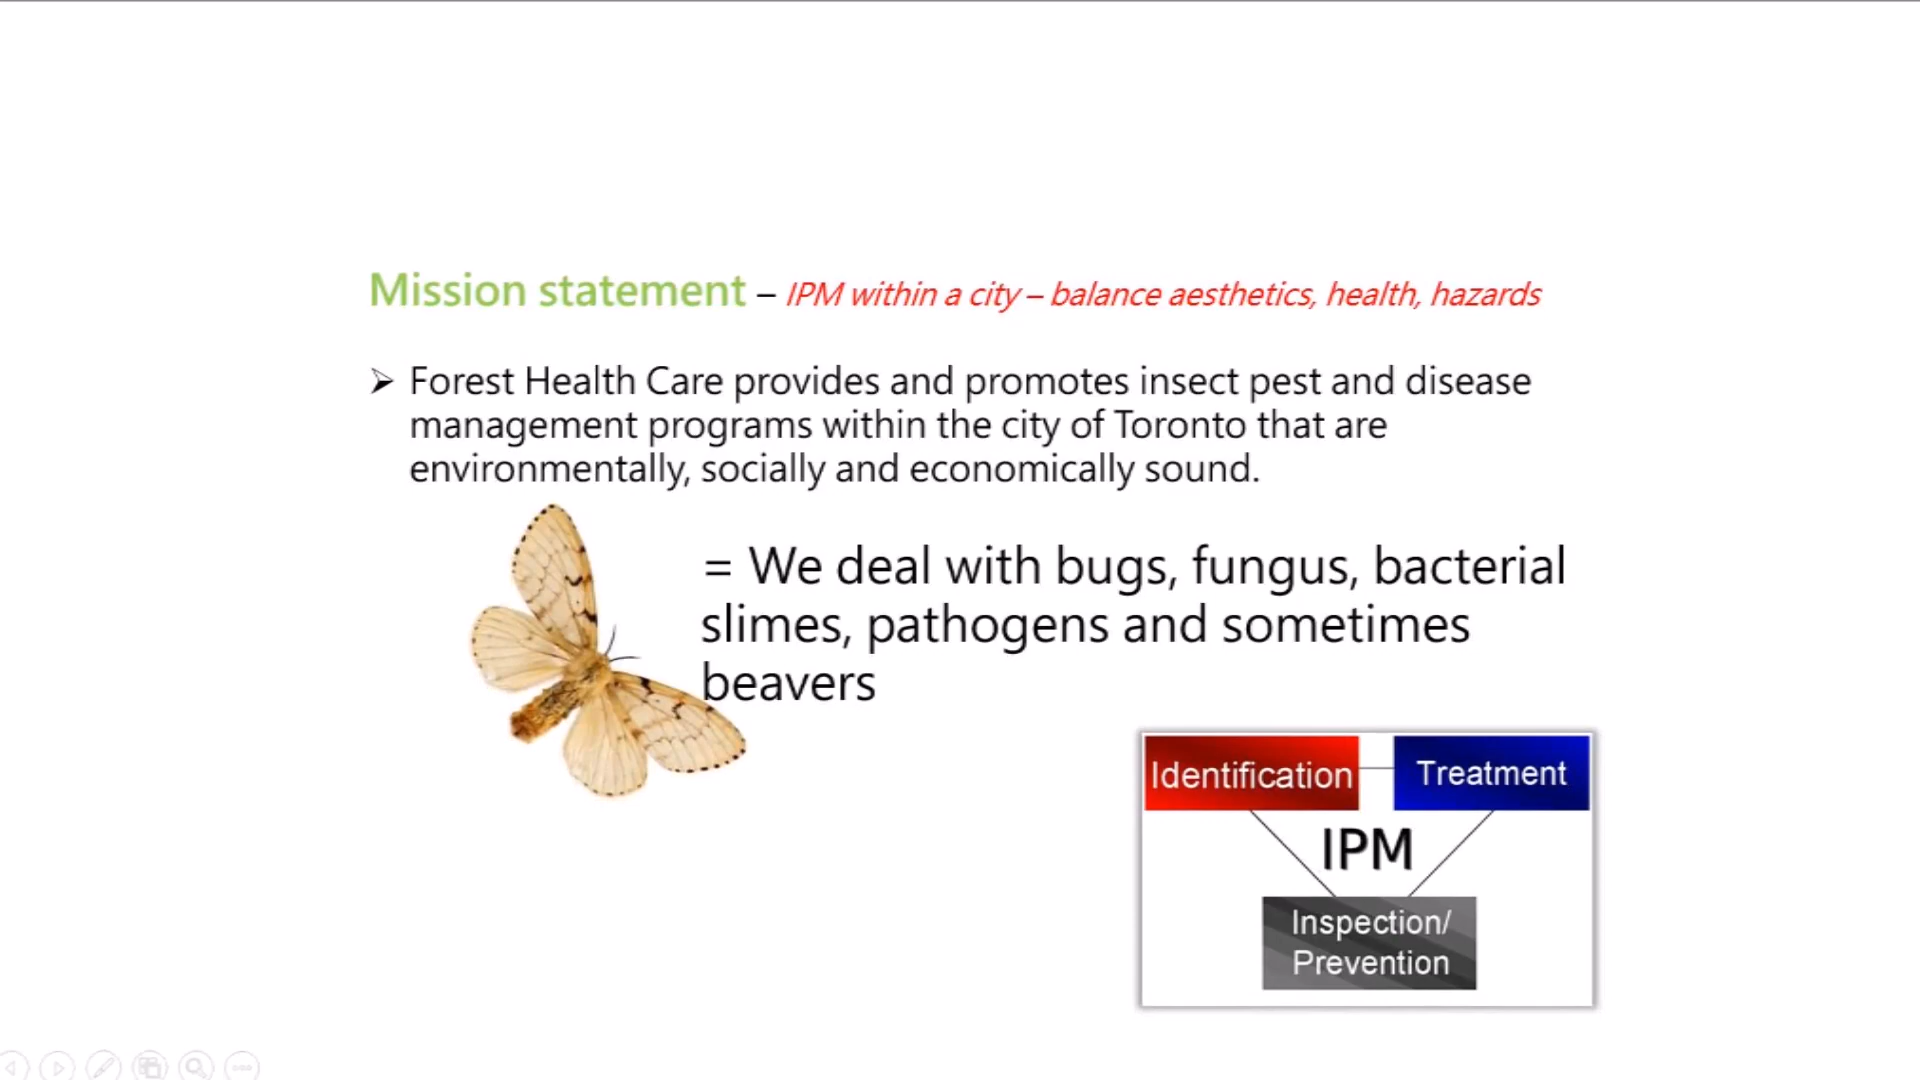 Mission statement – IPM within a city – balance aesthetics, health, hazards
➢ Forest Health Care provides and promotes insect pest and disease
management programs within the city of Toronto that are
environmentally, socially and economically sound.
= We deal with bugs, fungus, bacterial
slimes, pathogens and sometimes
beavers
Identification
Treatment
IPM
Inspection/
Prevention